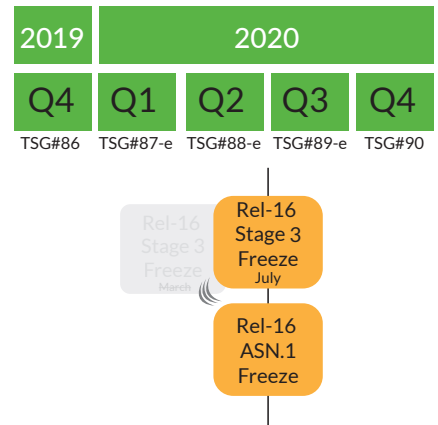 2019 2020
Q4 Q1 Q2 Q3 Q4
TSG#86 TSG#87-e TSG#88-e TSG#89-e TSG#90
Rel-16
Stage 3
Freeze
March
Rel-16
Stage 3
Freeze
July
Rel-16
ASN.1
Freeze